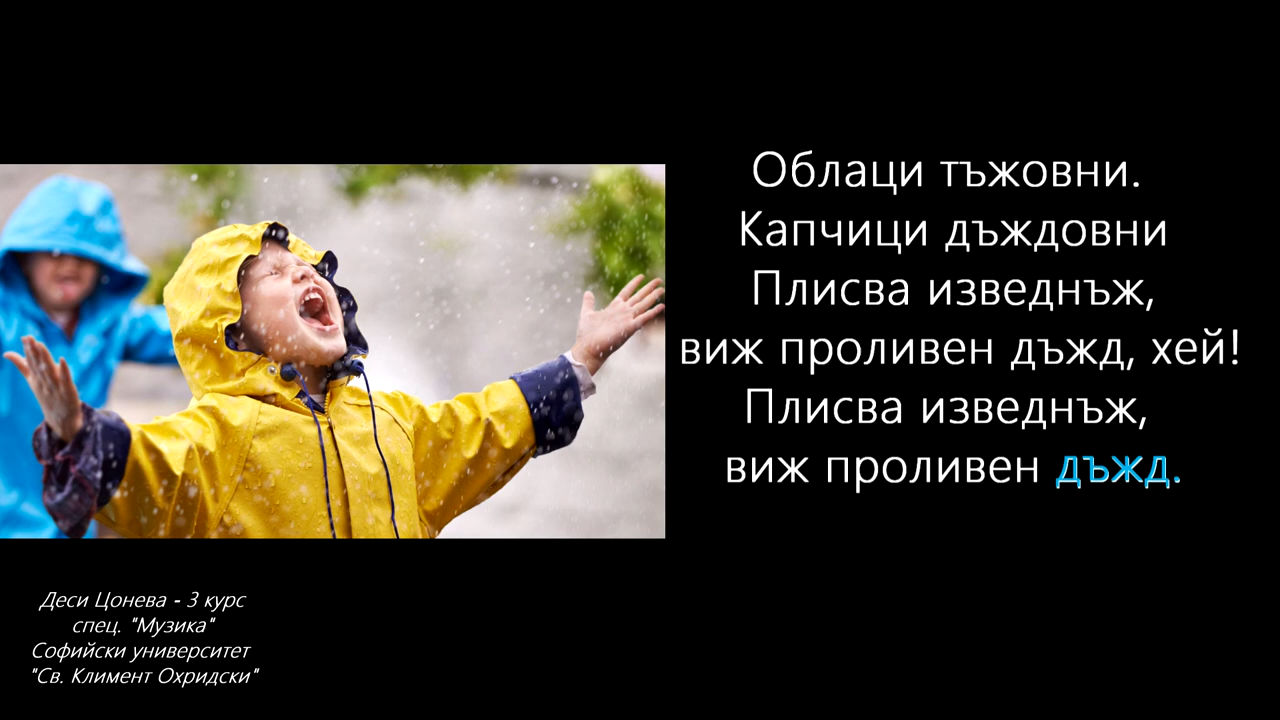 Облаци тъжовни.
Капчици дъждовни
Плисва изведнъж,
виж проливен дъжд, хей!
Плисва изведнъж,
виж проливен дъжд.
Деси Цонева - 3 курс
спец. "Музика"
Софийски университет
"Св. Климент Охридски"